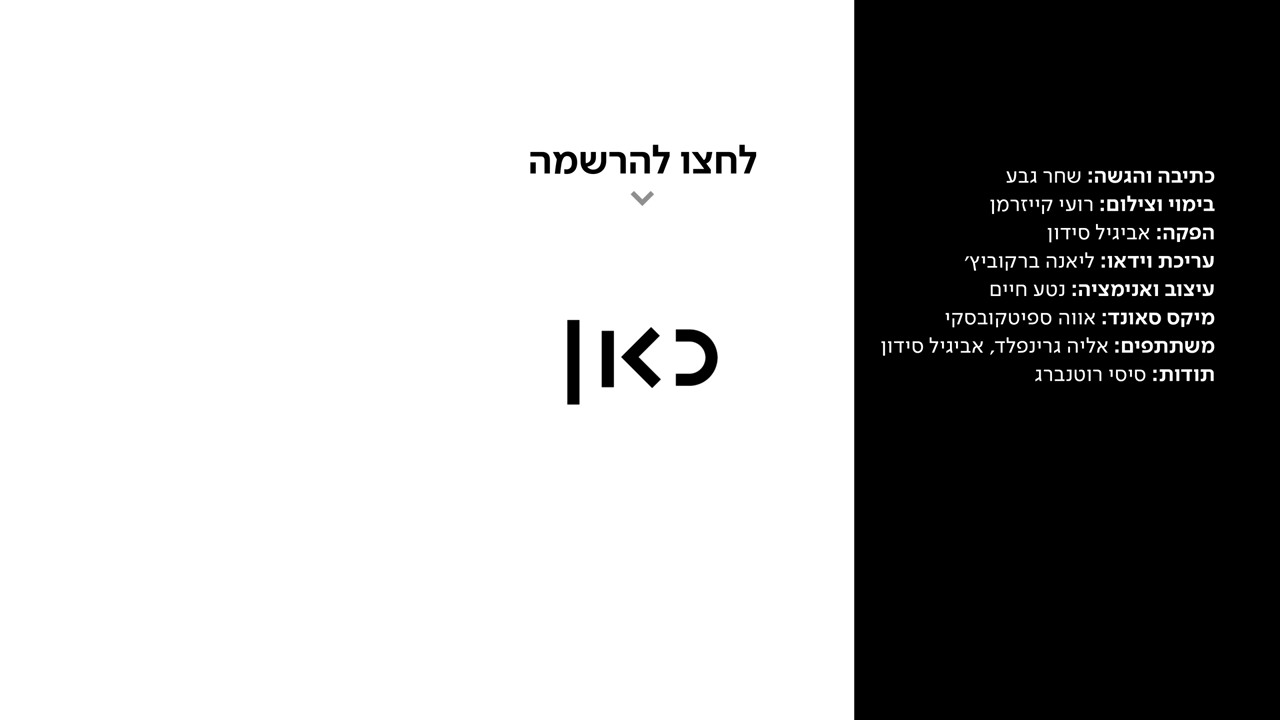 לחצו להרשמה
כאן
כתיבה והגשה: שחר גבע
בימוי וצילום: רועי קייזרמן
הפקה: אביגיל סידון
עריכת וידאו: ליאנה ברקוביץ׳
עיצוב ואנימציה: נטע חיים
מיקס סאונד: אווה ספיטקובסקי
משתתפים: אליה גרינפלד, אביגיל סידון
תודות: סיסי רוטנברג